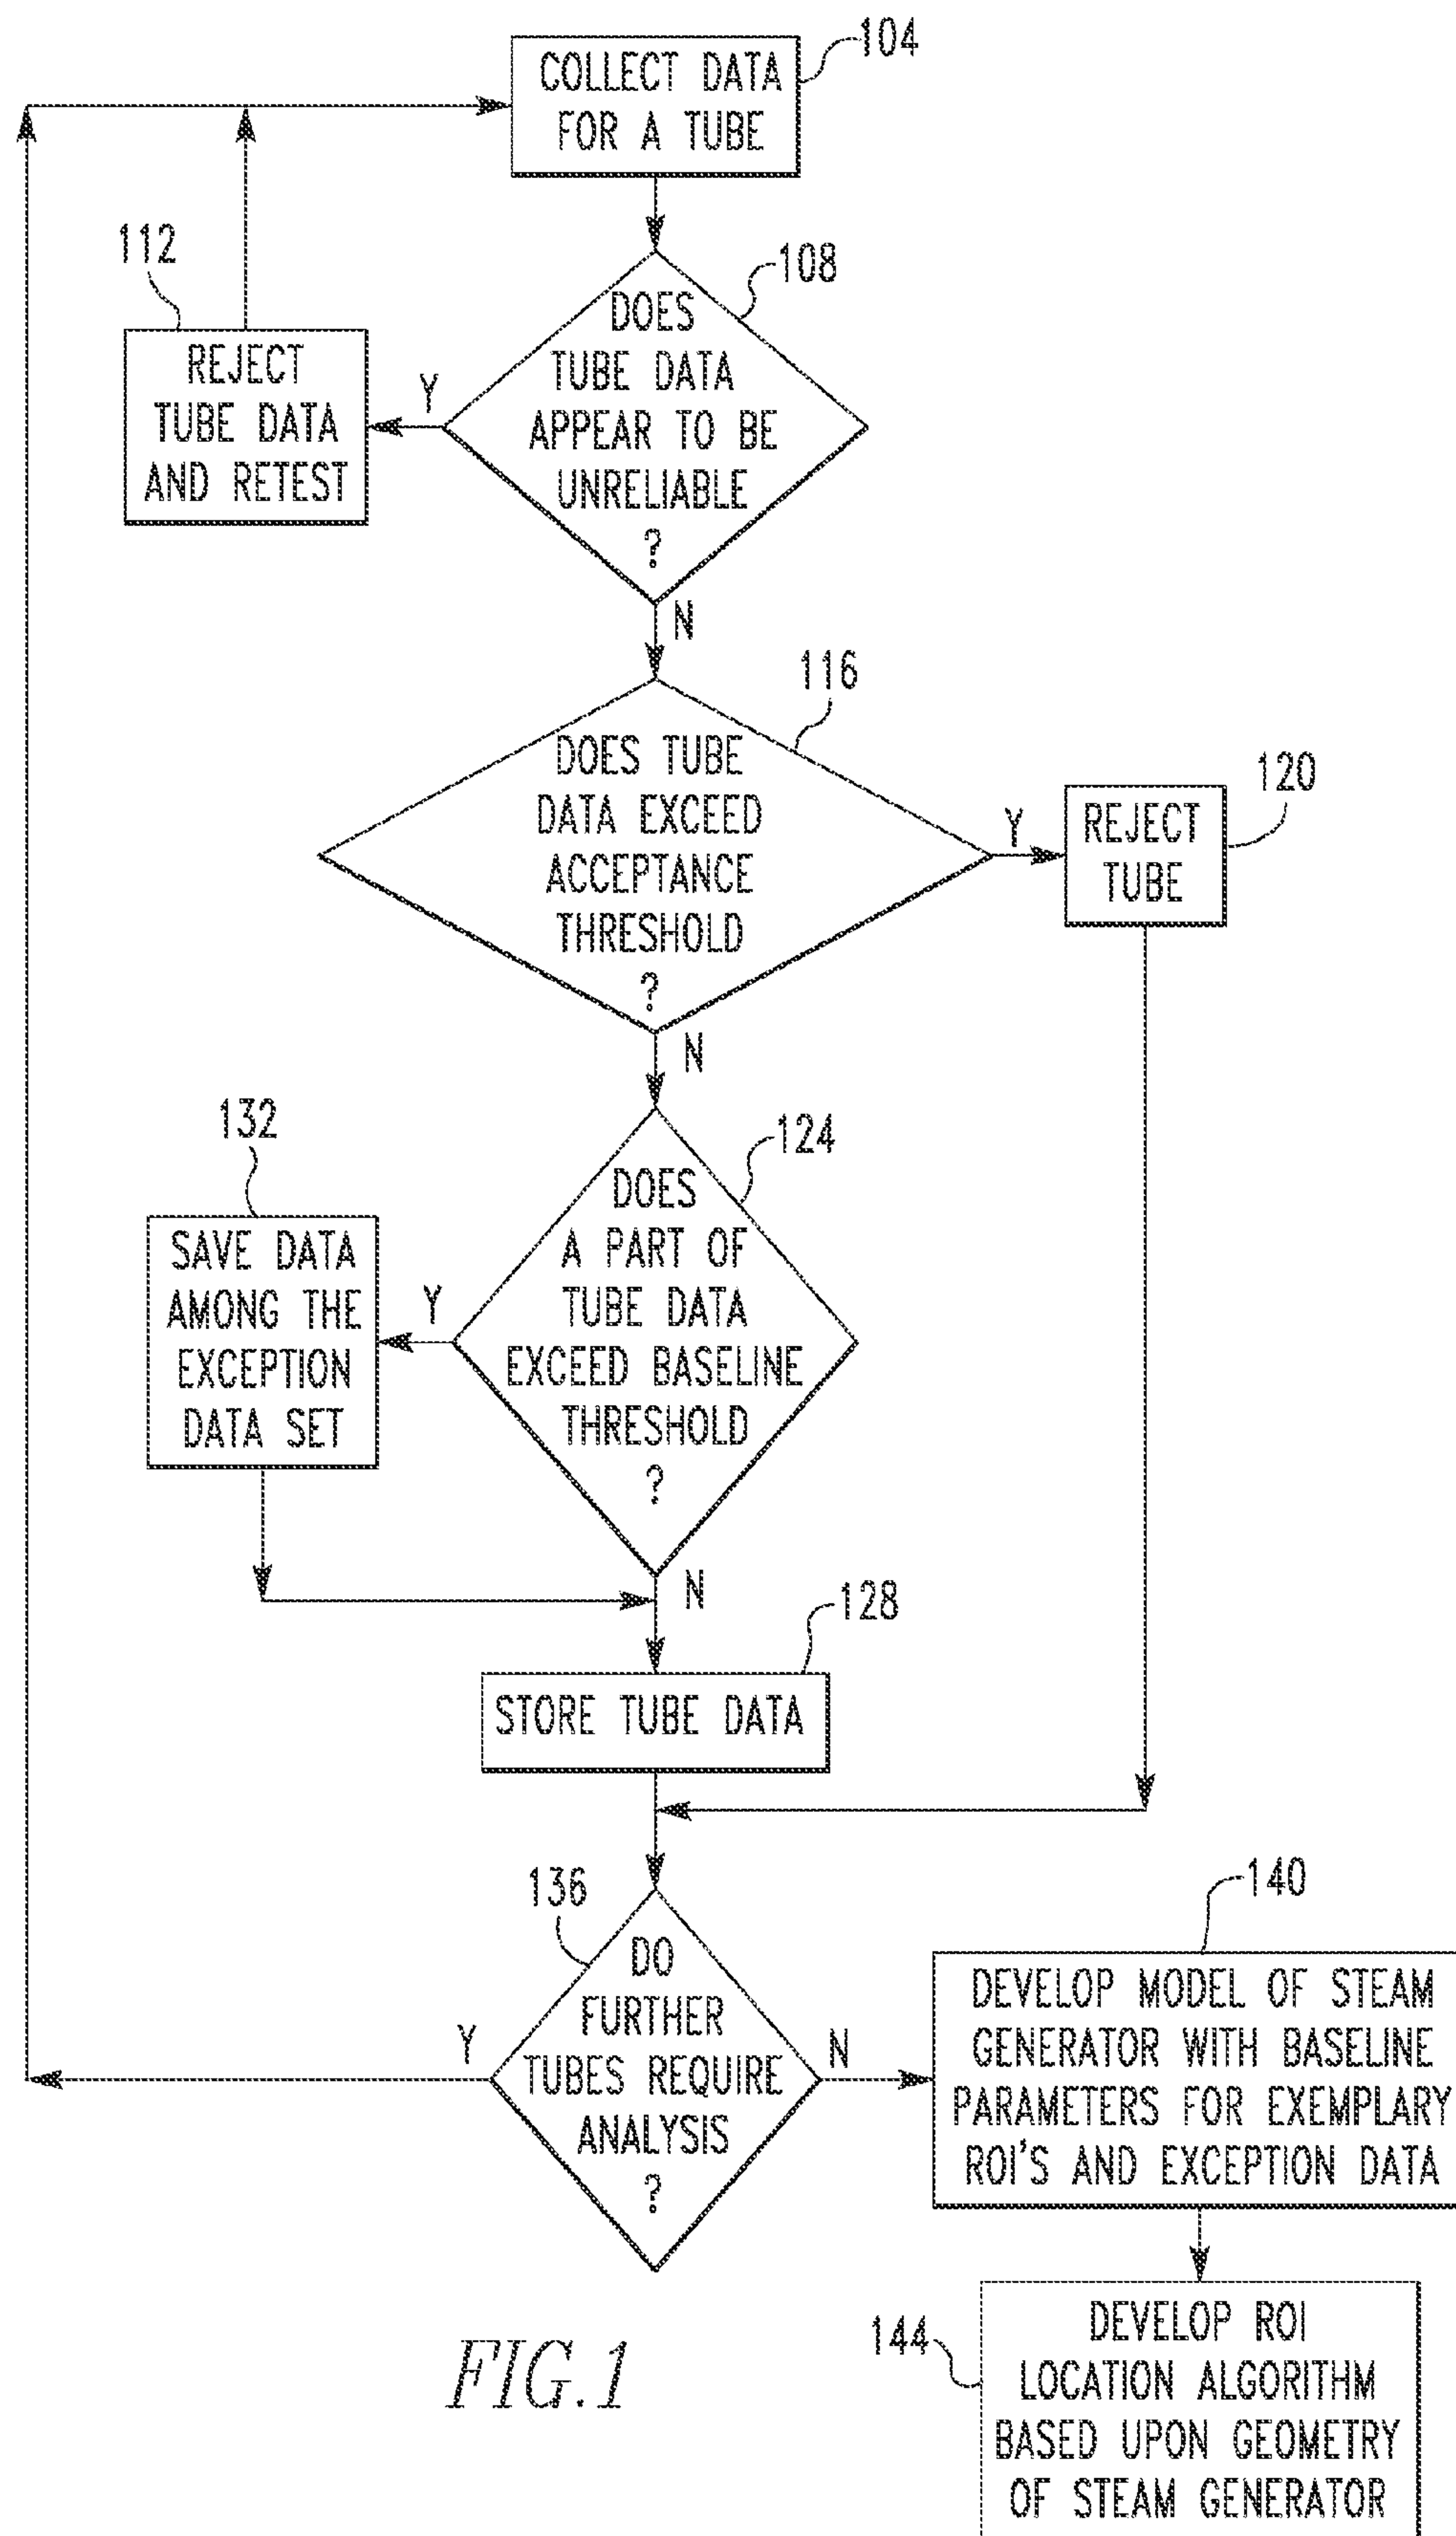 104
COLLECT DATA
FOR A TUBE
112
108
DOES
TUBE DATA
APPEAR TO BE
UNRELIABLE
?
Y
REJECT
TUBE DATA
AND RETEST
N
116
DOES TUBE
DATA EXCEED
ACCEPTANCE
THRESHOLD
?
Y
120
REJECT
TUBE
N
132
124
DOES
A PART OF
TUBE DATA
EXCEED BASELINE
THRESHOLD
?
Y
SAVE DATA
AMONG THE
EXCEPTION
DATA SET
N
128
STORE TUBE DATA
136
DO
FURTHER
TUBES REQUIRE
ANALYSIS
?
Y
N
140
DEVELOP MODEL OF STEAM
GENERATOR WITH BASELINE
PARAMETERS FOR EXEMPLARY
ROI'S AND EXCEPTION DATA
144
DEVELOP ROI
LOCATION ALGORITHM
BASED UPON GEOMETRY
OF STEAM GENERATOR
FIG.1